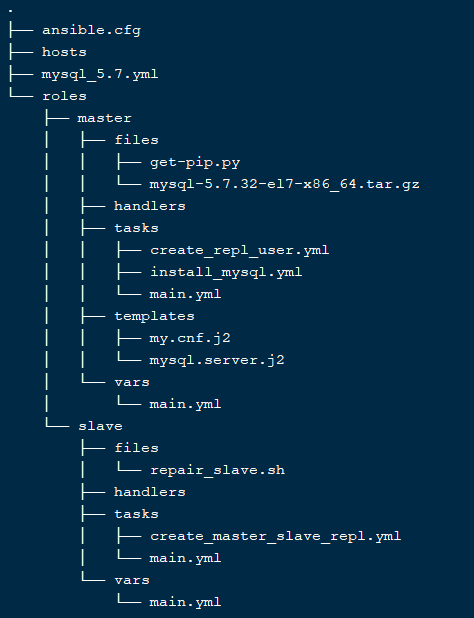 .
├── ansible.cfg
├── hosts
├── mysql_5.7.yml
└── roles
    ├── master
    │   ├── files
    │   │   ├── get-pip.py
    │   │   └── mysql-5.7.32-el7-x86_64.tar.gz
    │   ├── handlers
    │   ├── tasks
    │   │   ├── create_repl_user.yml
    │   │   ├── install_mysql.yml
    │   │   └── main.yml
    │   ├── templates
    │   │   ├── my.cnf.j2
    │   │   └── mysql.server.j2
    │   └── vars
    │       └── main.yml
    └── slave
        ├── files
        │   └── repair_slave.sh
        ├── handlers
        ├── tasks
        │   ├── create_master_slave_repl.yml
        │   └── main.yml
        └── vars
            └── main.yml